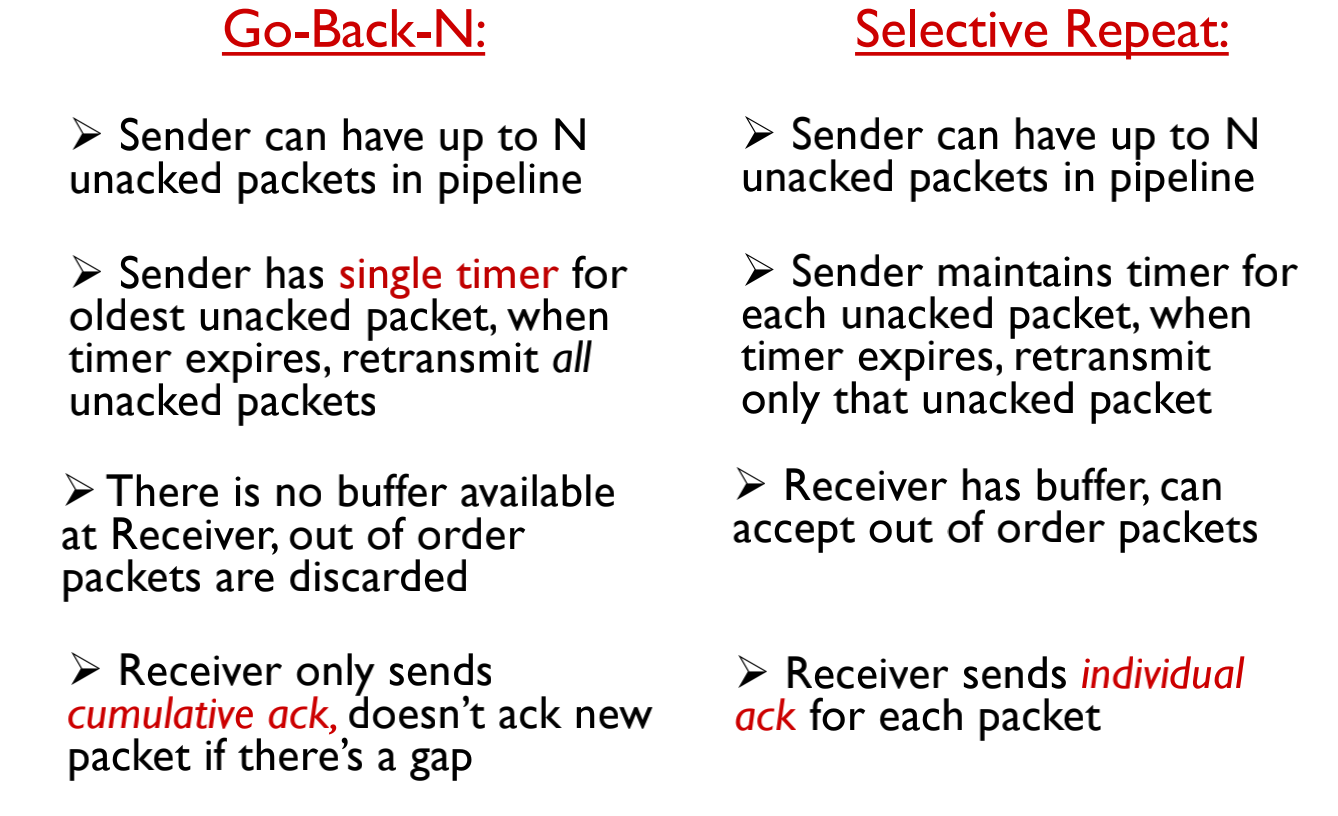 Go-Back-N:
➢ Sender can have up to N
unacked packets in pipeline
➢ Sender has single timer for
oldest unacked packet, when
timer expires, retransmit all
unacked packets
➢ There is no buffer available
at Receiver, out of order
packets are discarded
➢ Receiver only sends
cumulative ack, doesn't ack new
packet if there's a gap
Selective Repeat:
➢ Sender can have up to N
unacked packets in pipeline
➢ Sender maintains timer for
each unacked packet, when
timer expires, retransmit
only that unacked packet
➢ Receiver has buffer, can
accept out of order packets
➢ Receiver sends individual
ack for each packet